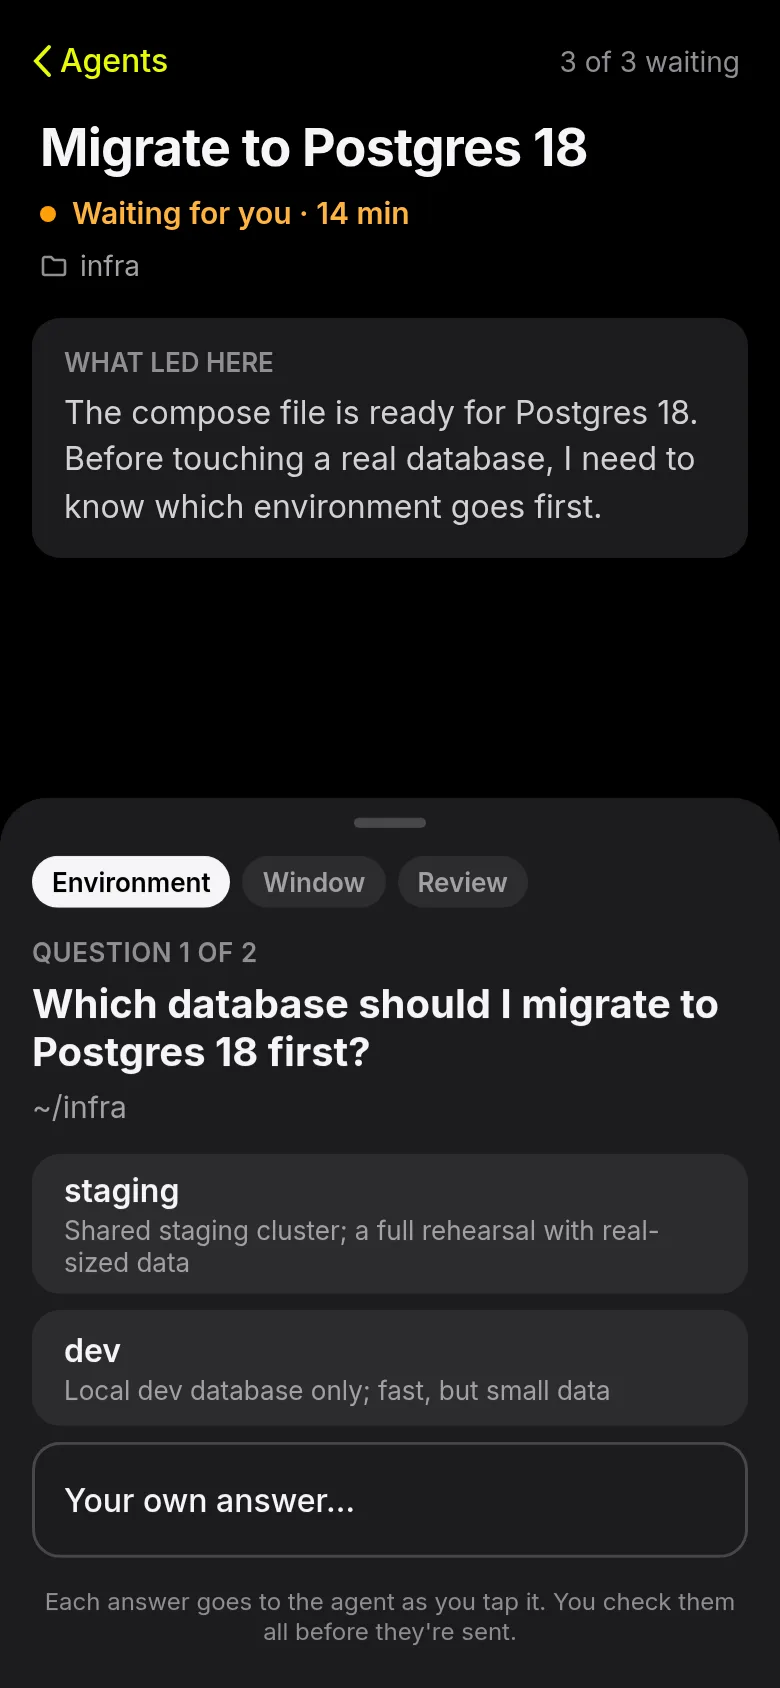 Agents
3 of 3 waiting
Migrate to Postgres 18
Waiting for you · 14 min
infra
WHAT LED HERE
The compose file is ready for Postgres 18.
Before touching a real database, I need to
know which environment goes first.
Environment
Window
Review
QUESTION 1 OF 2
Which database should I migrate to
Postgres 18 first?
~/infra
staging
Shared staging cluster; a full rehearsal with real-
sized data
dev
Local dev database only; fast, but small data
Your own answer...
Each answer goes to the agent as you tap it. You check them
all before they're sent.